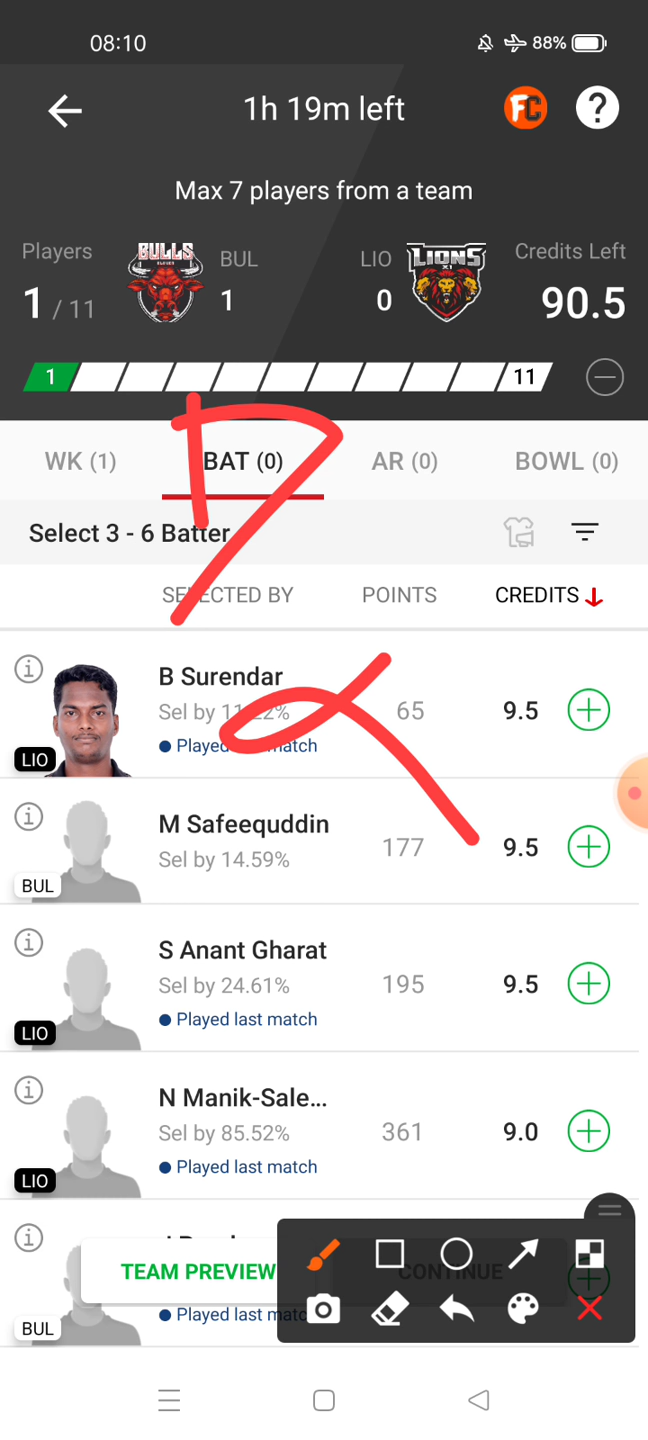 08:10
88%
1h 19m left
FC
?
Max 7 players from a team
Players
BULLS
BUL
LIO
LIONS
Credits Left
1 / 11
1
0
90.5
1
11
WK (1)
BAT (0)
AR (0)
BOWL (0)
Select 3 - 6 Batter
SELECTED BY
POINTS
CREDITS
B Surendar
Sel by 11.22%
65
9.5
Played last match
LIO
M Safeequddin
Sel by 14.59%
177
9.5
BUL
S Anant Gharat
Sel by 24.61%
195
9.5
Played last match
LIO
N Manik-Sale...
Sel by 85.52%
361
9.0
Played last match
LIO
TEAM PREVIEW
CONTINUE
Played last matc
BUL